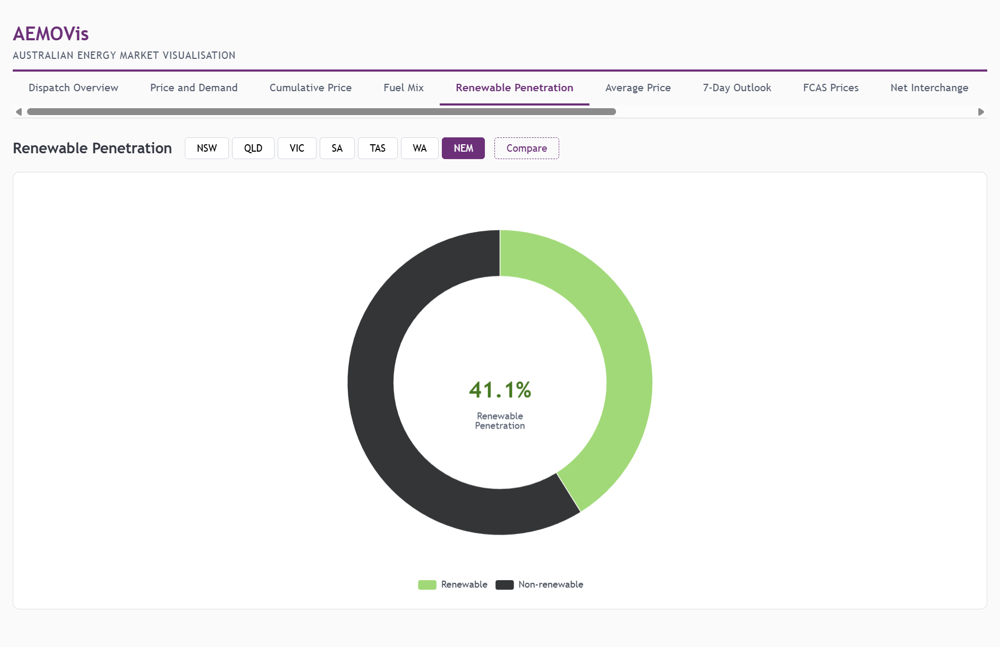 AEMOVis
AUSTRALIAN ENERGY MARKET VISUALISATION
Dispatch Overview
Price and Demand
Cumulative Price
Fuel Mix
Renewable Penetration
Average Price
7-Day Outlook
FCAS Prices
Net Interchange
Renewable Penetration
NSW
QLD
VIC
SA
TAS
WA
NEM
Compare
41.1%
Renewable
Penetration
Renewable
Non-renewable